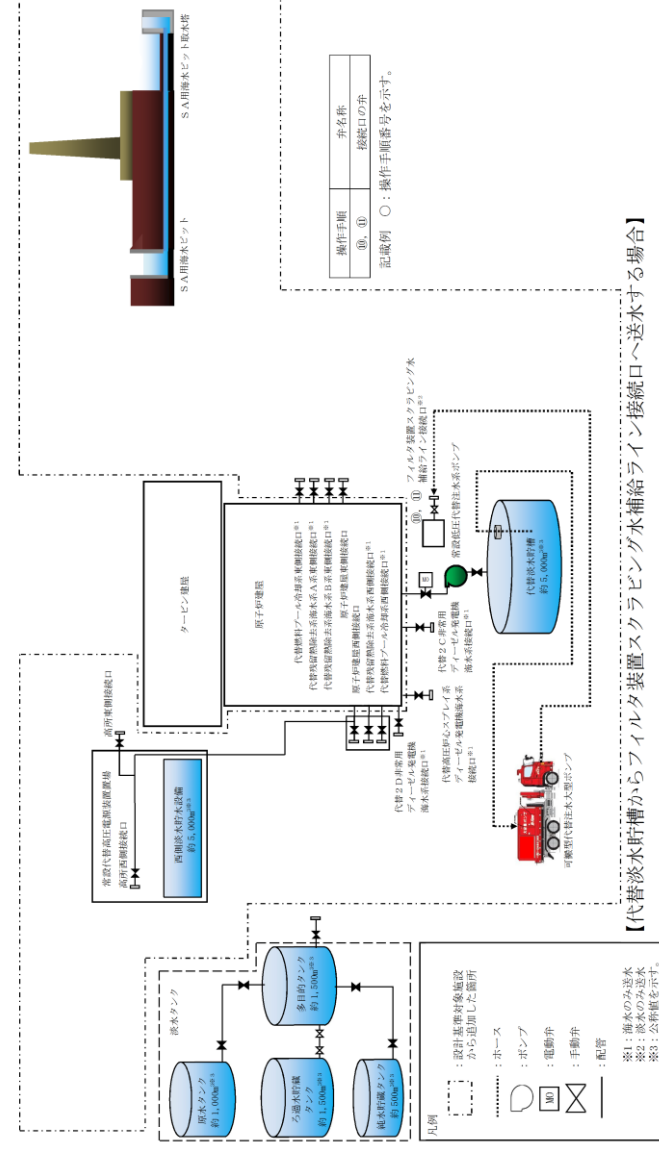 ＳＡ用海水ピット取水塔
ＳＡ用海水ピット
操作手順
弁名称
⑩，⑪
接続口の弁
記載例　○：操作手順番号を示す。
タービン建屋
原子炉建屋
代替燃料プール冷却系東側接続口※1
代替残留熱除去系海水系Ａ系東側接続口※1
代替残留熱除去系海水系Ｂ系東側接続口※1
原子炉建屋東側接続口
原子炉建屋西側接続口
代替残留熱除去系海水系西側接続口※1
代替燃料プール冷却系西側接続口※1
高所東側接続口
常設代替高圧電源装置置場
高所西側接続口
西側淡水貯水設備
約5,000m³※3
代替２Ｄ非常用
ディーゼル発電機
海水系接続口※1
代替高圧炉心スプレイ系
ディーゼル発電機海水系
接続口※1
代替２Ｃ非常用
ディーゼル発電機
海水系接続口※1
MO
⑩，⑪
フィルタ装置スクラビング水
補給ライン接続口※2
常設低圧代替注水系ポンプ
代替淡水貯槽
約5,000m³※3
可搬型代替注水大型ポンプ
淡水タンク
原水タンク
約1,000m³※3
ろ過水貯蔵
タンク
約1,500m³※3
多目的タンク
約1,500m³※3
純水貯蔵タンク
約500m³※3
凡例
：設計基準対象施設
から追加した箇所
：ホース
：ポンプ
MO
：電動弁
：手動弁
：配管
※1：海水のみ送水
※2：淡水のみ送水
※3：公称値を示す。
【代替淡水貯槽からフィルタ装置スクラビング水補給ライン接続口へ送水する場合】